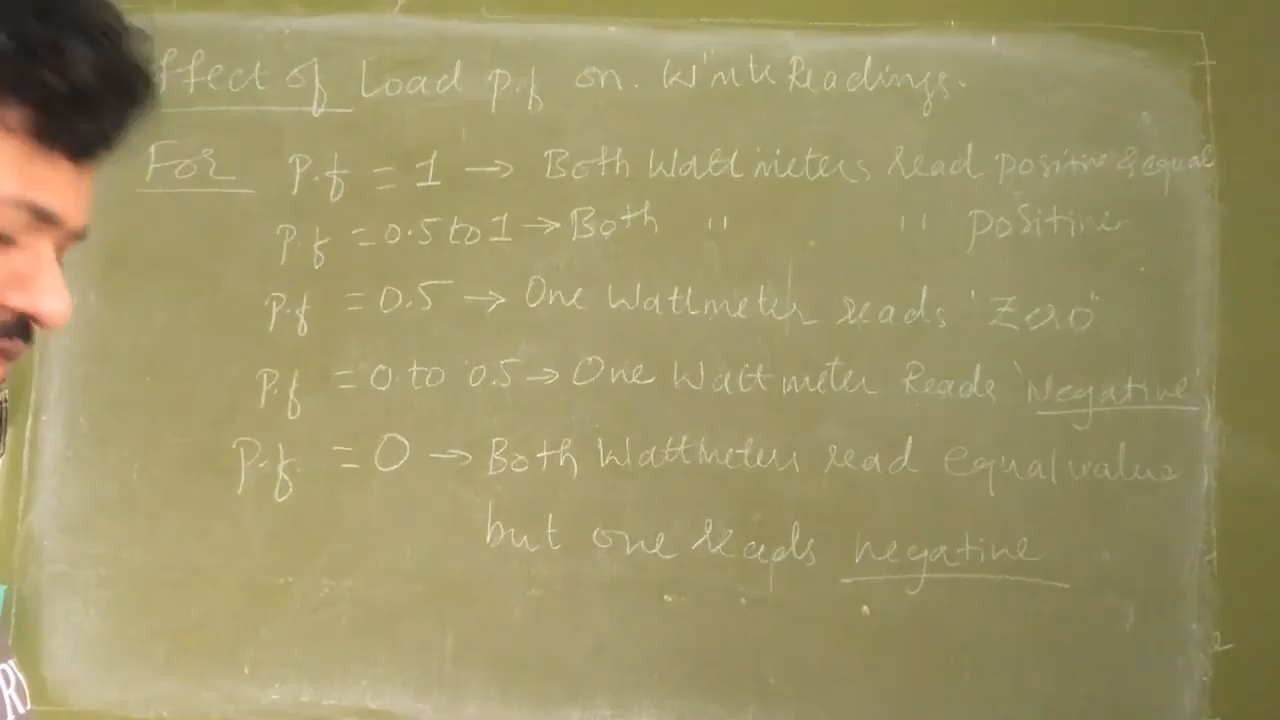 ffect of Load P.f on. W'mtr Readings.
For P.f = 1 → Both Wattmeters read positive & equal
P.f = 0.5 to 1 → Both " " positive
P.f = 0.5 → One Wattmeter reads 'Zero'
P.f = 0 to 0.5 → One Wattmeter Reads 'Negative'
P.f = 0 → Both Wattmeters read equal value
but one reads negative